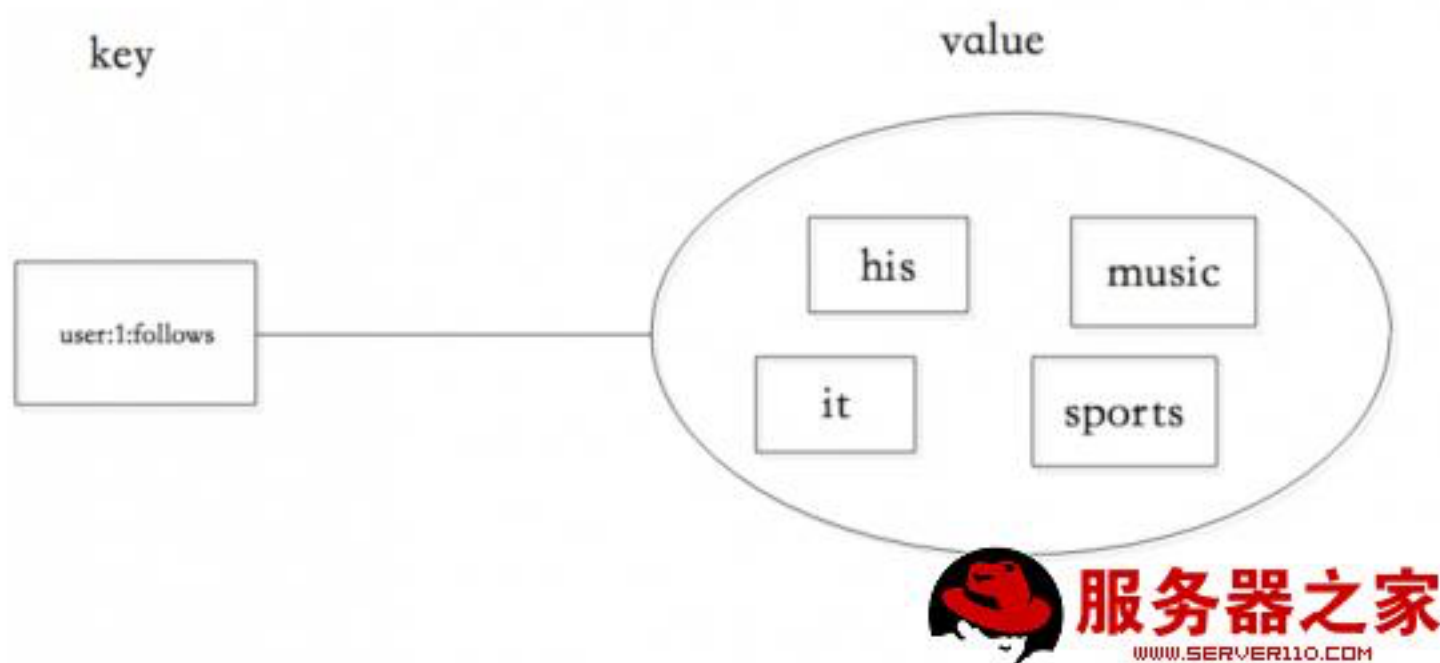 key
value
his
music
user:1:follows
it
sports
服务器之家
WWW.SERVER110.COM